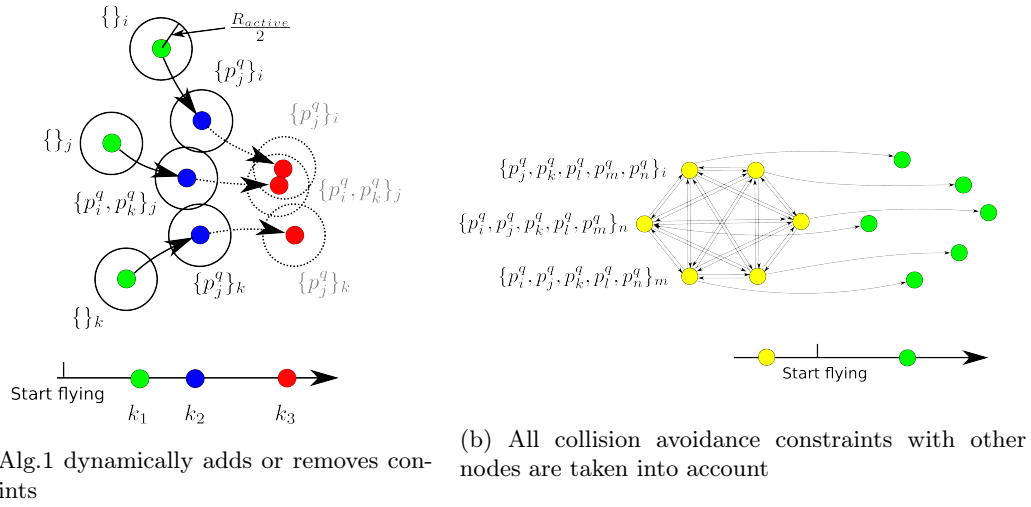 {}_i
\frac{R_{active}}{2}
{p_j^q}_i
{p_j^q}_i
{}_j
{p_i^q, p_k^q}_j
{p_i^q, p_k^q}_j
{p_j^q}_k
{p_j^q}_k
{}_k
Start flying
k_1 k_2 k_3
Alg.1 dynamically adds or removes con-
ints
{p_j^q, p_k^q, p_l^q, p_m^q, p_n^q}_i
{p_i^q, p_j^q, p_k^q, p_l^q, p_m^q}_n
{p_i^q, p_j^q, p_k^q, p_l^q, p_n^q}_m
Start flying
(b) All collision avoidance constraints with other
nodes are taken into account